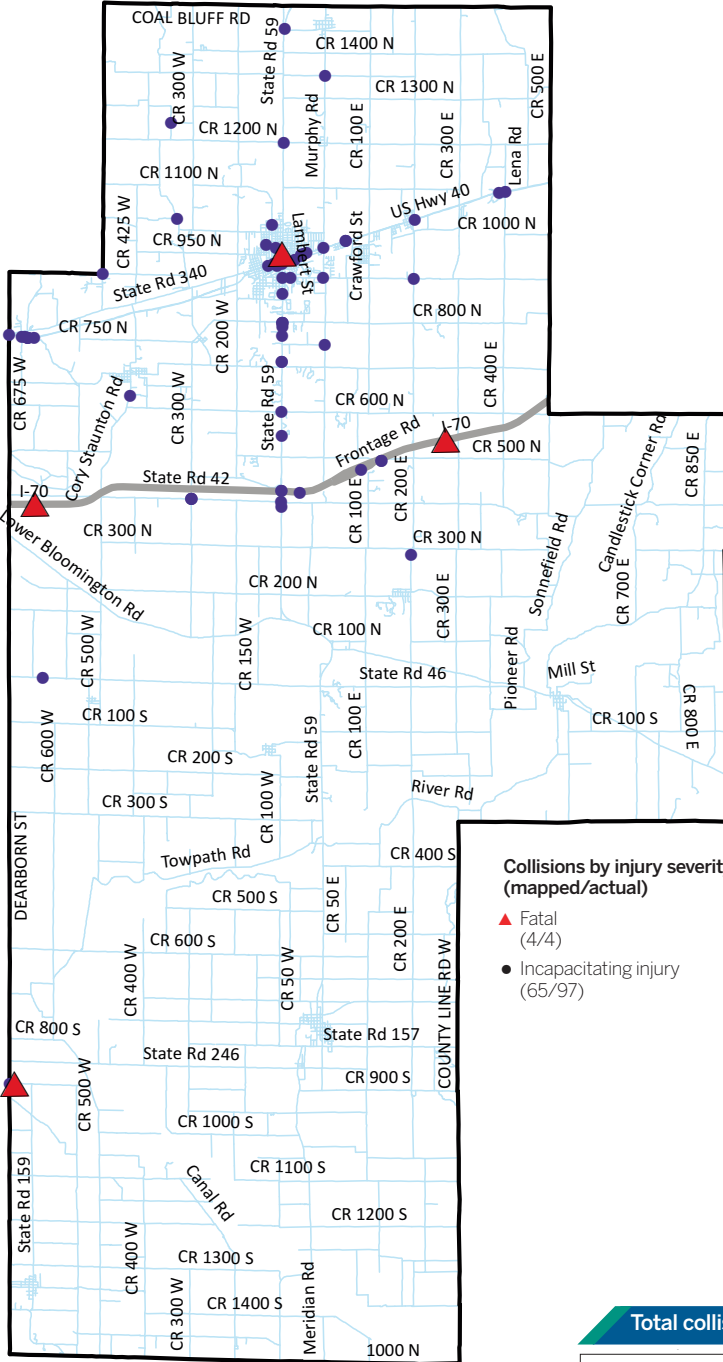 COAL BLUFF RD
State Rd 59
CR 1400 N
CR 300 W
CR 1300 N
CR 500 E
Murphy Rd
CR 1200 N
CR 100 E
CR 300 E
Lena Rd
CR 1100 N
US Hwy 40
CR 425 W
CR 950 N
Lambert St
Crawford St
CR 1000 N
State Rd 340
CR 800 N
CR 750 N
CR 200 W
CR 675 W
CR 400 E
Cory Staunton Rd
CR 300 W
State Rd 59
CR 600 N
Frontage Rd
I-70
CR 500 N
Candlestick Corner Rd
CR 850 E
State Rd 42
CR 200 E
I-70
CR 100 E
CR 300 N
CR 300 N
Lower Bloomington Rd
Sonnefield Rd
CR 200 N
CR 700 E
CR 300 E
CR 500 W
CR 150 W
CR 100 N
Pioneer Rd
State Rd 46
Mill St
CR 100 S
CR 100 E
CR 100 S
CR 800 E
CR 600 W
CR 200 S
State Rd 59
River Rd
CR 300 S
CR 100 W
DEARBORN ST
Towpath Rd
CR 400 S
Collisions by injury severit
(mapped/actual)
CR 500 S
CR 50 E
Fatal
(4/4)
CR 600 S
CR 200 E
CR 400 W
CR 50 W
Incapacitating injury
(65/97)
COUNTY LINE RD W
CR 800 S
State Rd 157
State Rd 246
CR 900 S
CR 500 W
CR 1000 S
CR 1100 S
State Rd 159
Canal Rd
CR 1200 S
CR 400 W
CR 1300 S
CR 300 W
CR 1400 S
Meridian Rd
Total collis
1000 N